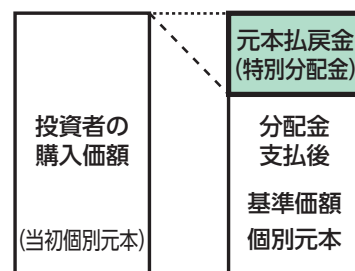 投資者の
購入価額
(当初個別元本)
元本払戻金
(特別分配金)
分配金
支払後
基準価額
個別元本